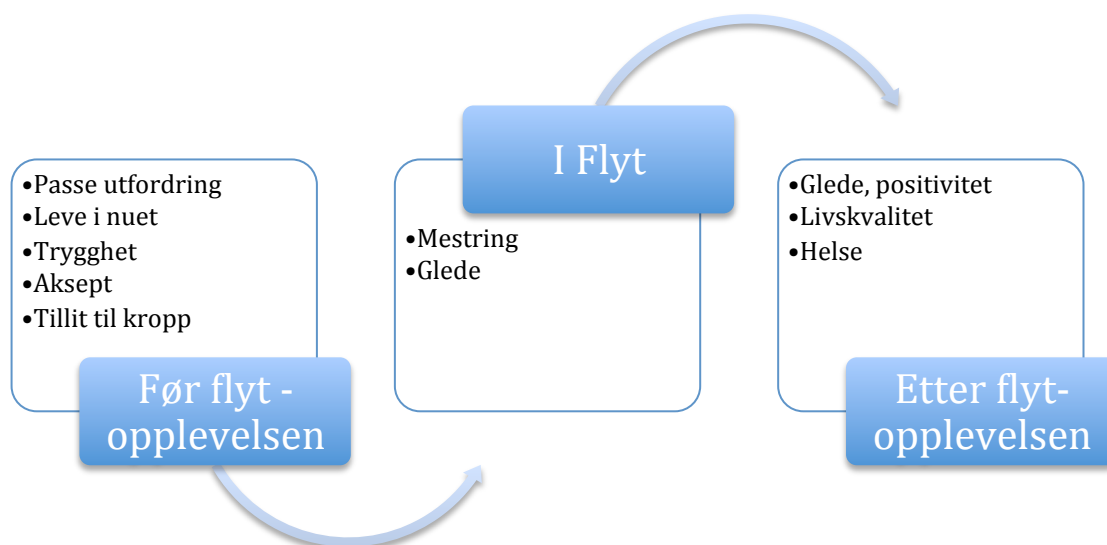 •Passe utfordring
•Leve i nuet
•Trygghet
•Aksept
•Tillit til kropp
Før flyt -
opplevelsen
I Flyt
•Mestring
•Glede
•Glede, positivitet
•Livskvalitet
•Helse
Etter flyt-
opplevelsen